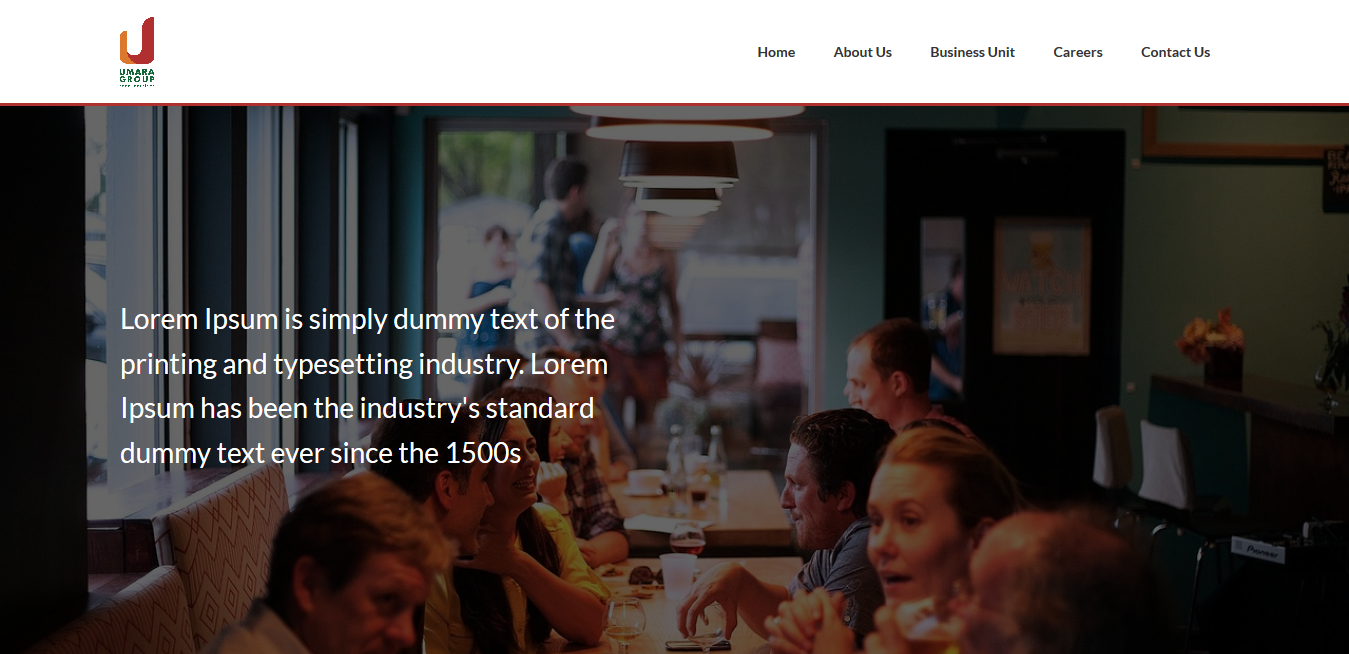 UMARA
GROUP
Home
About Us
Business Unit
Careers
Contact Us
Lorem Ipsum is simply dummy text of the
printing and typesetting industry. Lorem
Ipsum has been the industry's standard
dummy text ever since the 1500s
Pioneer